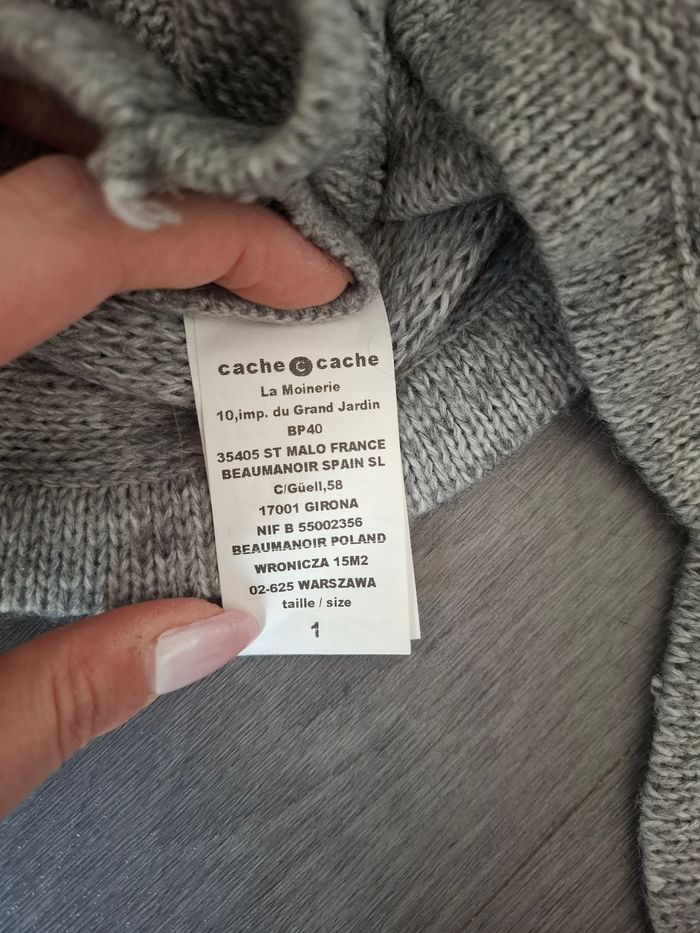 cache c cache
La Moinerie
10,imp. du Grand Jardin
BP40
35405 ST MALO FRANCE
BEAUMANOIR SPAIN SL
C/Güell,58
17001 GIRONA
NIF B 55002356
BEAUMANOIR POLAND
WRONICZA 15M2
02-625 WARSZAWA
taille / size
1